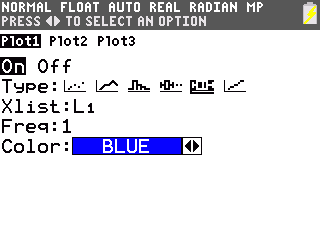 NORMAL FLOAT AUTO REAL RADIAN MP
PRESS ◀▶ TO SELECT AN OPTION
Plot1 Plot2 Plot3
On Off
Type:
Xlist:L₁
Freq:1
Color: BLUE ◀▶